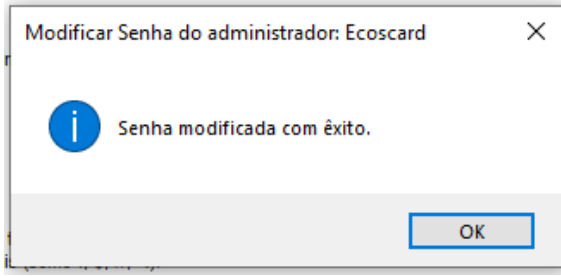 Modificar Senha do administrador: Ecoscard
Senha modificada com êxito.
OK